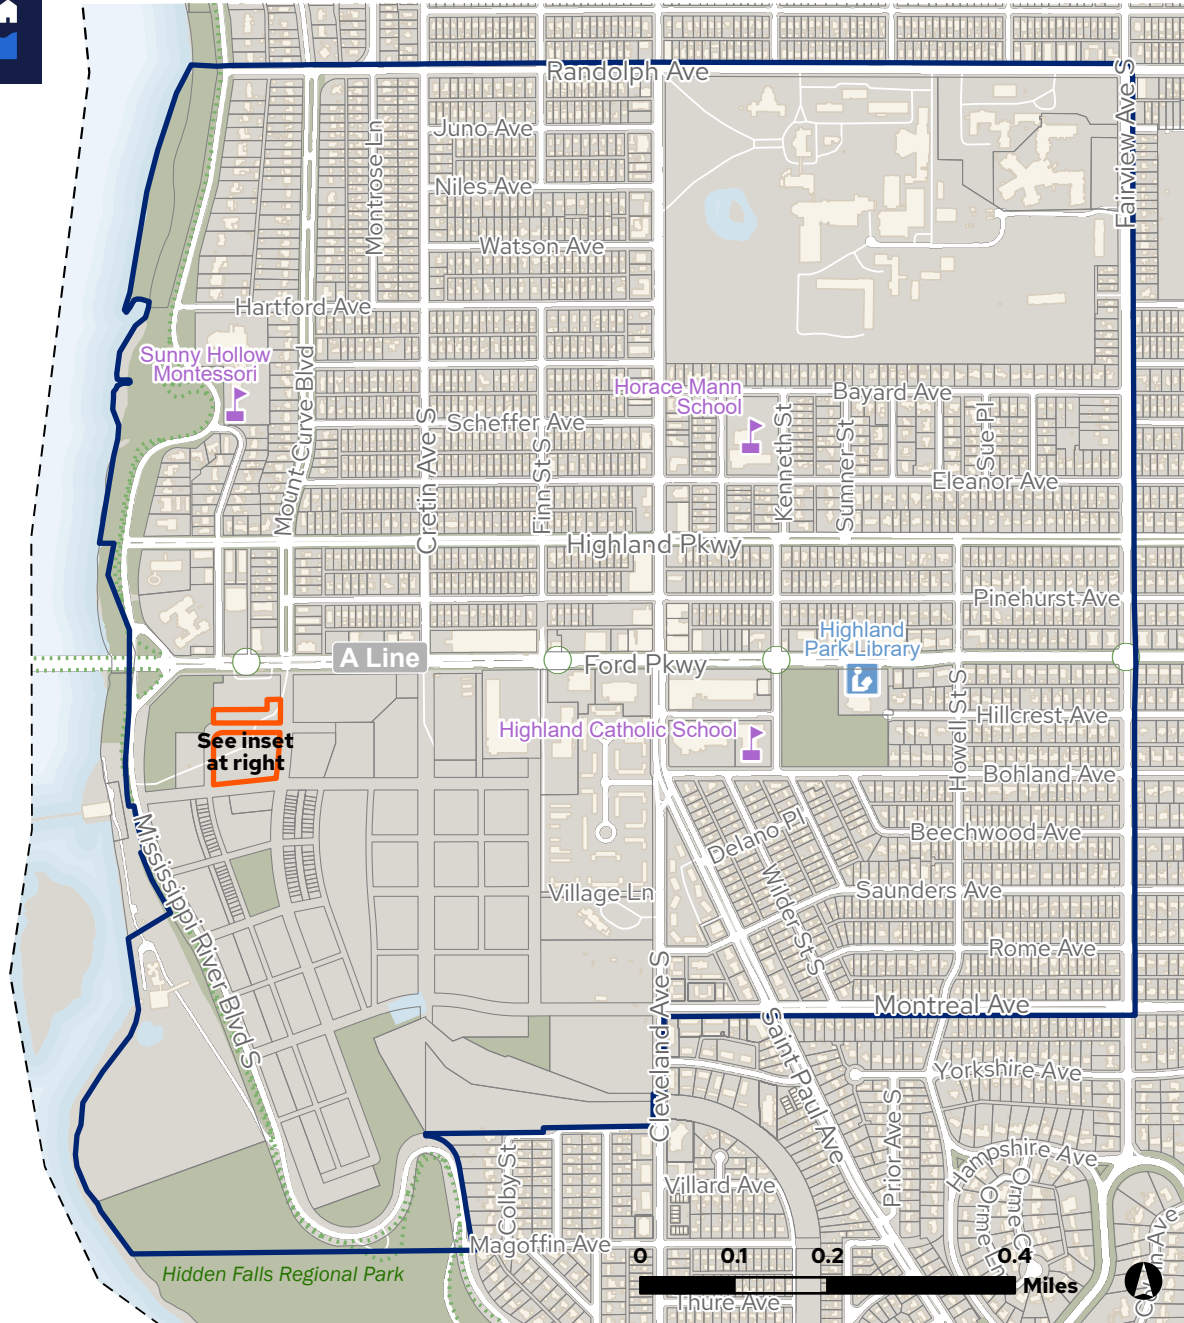 Randolph Ave
Fairview Ave S
Juno Ave
Montrose Ln
Niles Ave
Watson Ave
Hartford Ave
Sunny Hollow
Montessori
Mount Curve Blvd
Horace Mann
School
Bayard Ave
Scheffer Ave
Cretin Ave S
Finn St S
Kenneth St
Sumner St
Sue Pl
Eleanor Ave
Highland Pkwy
Pinehurst Ave
Highland
Park Library
A Line
Ford Pkwy
Howell St S
Highland Catholic School
Hillcrest Ave
See inset
at right
Bohland Ave
Mississippi River Blvd S
Delano Pl
Beechwood Ave
Wilder St S
Village Ln
Saunders Ave
Rome Ave
Cleveland Ave S
Montreal Ave
Saint Paul Ave
Yorkshire Ave
Prior Ave S
Hampshire Ave
Colby St
Villard Ave
Magoffin Ave
Hidden Falls Regional Park
0 0.1 0.2 0.4
Miles
Thure Ave